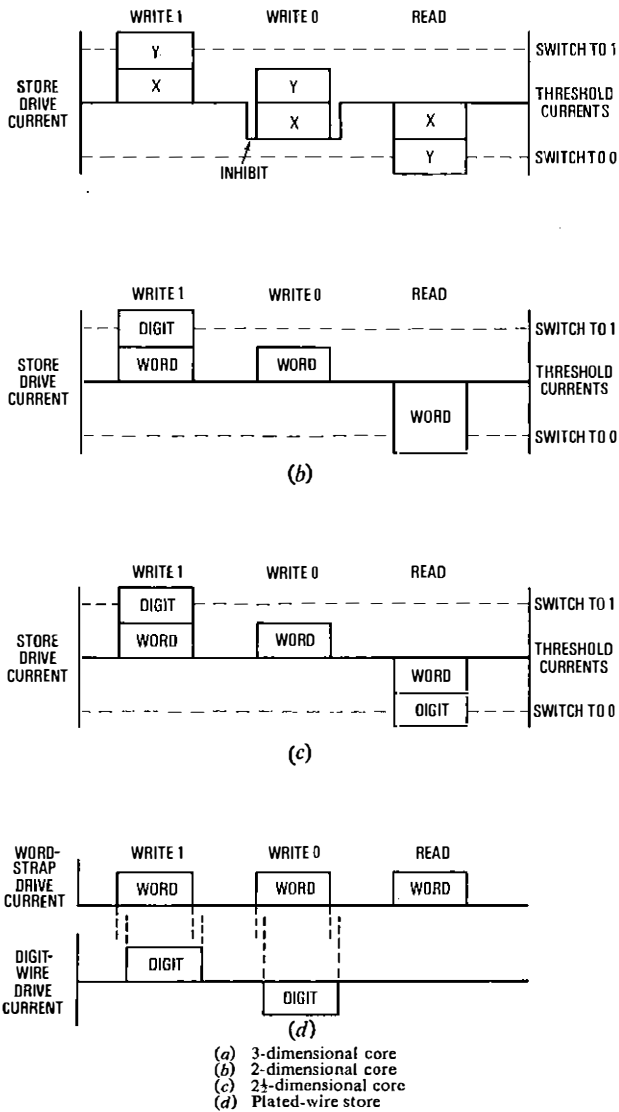 WRITE 1 WRITE 0 READ
Y SWITCH TO 1
STORE DRIVE CURRENT X Y THRESHOLD CURRENTS
X X
INHIBIT Y SWITCH TO 0
WRITE 1 WRITE 0 READ
DIGIT SWITCH TO 1
STORE DRIVE CURRENT WORD WORD THRESHOLD CURRENTS
WORD
SWITCH TO 0
(b)
WRITE 1 WRITE 0 READ
DIGIT SWITCH TO 1
STORE DRIVE CURRENT WORD WORD THRESHOLD CURRENTS
WORD
DIGIT SWITCH TO 0
(c)
WRITE 1 WRITE 0 READ
WORD-STRAP DRIVE CURRENT WORD WORD WORD
DIGIT-WIRE DRIVE CURRENT DIGIT
DIGIT
(d)
(a) 3-dimensional core
(b) 2-dimensional core
(c) 2½-dimensional core
(d) Plated-wire store